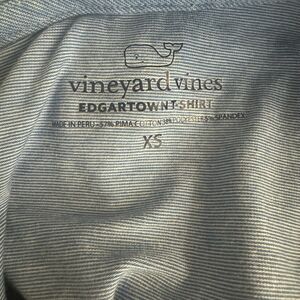 vineyard vines
EDGARTOWN T-SHIRT
MADE IN PERU - 57% PIMA COTTON 38% POLYESTER 5% SPANDEX
XS